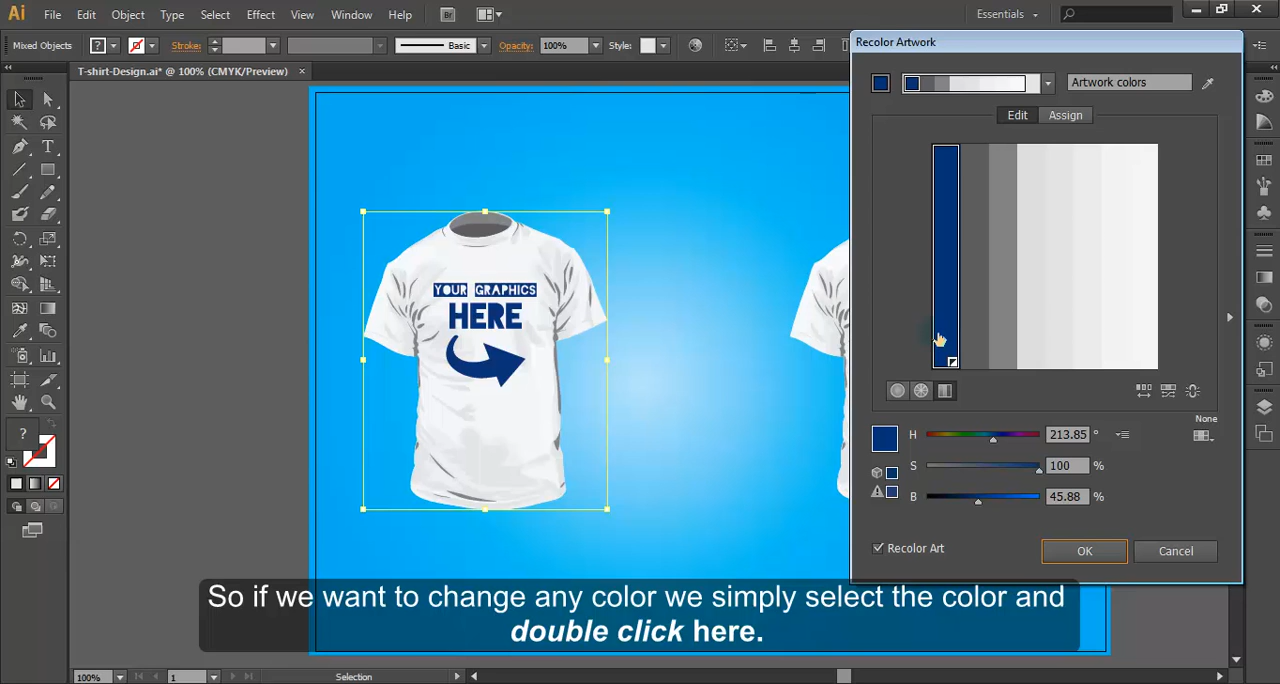 Ai File Edit Object Type Select Effect View Window Help Br Essentials
Mixed Objects ? Stroke: Basic Opacity: 100% Style:
T-shirt-Design.ai* @ 100% (CMYK/Preview) ×
Recolor Artwork
Artwork colors
Edit Assign
YOUR GRAPHICS
HERE
None
H 213.85 °
S 100 %
B 45.88 %
?
Recolor Art
OK Cancel
So if we want to change any color we simply select the color and
double click here.
100% 1 Selection